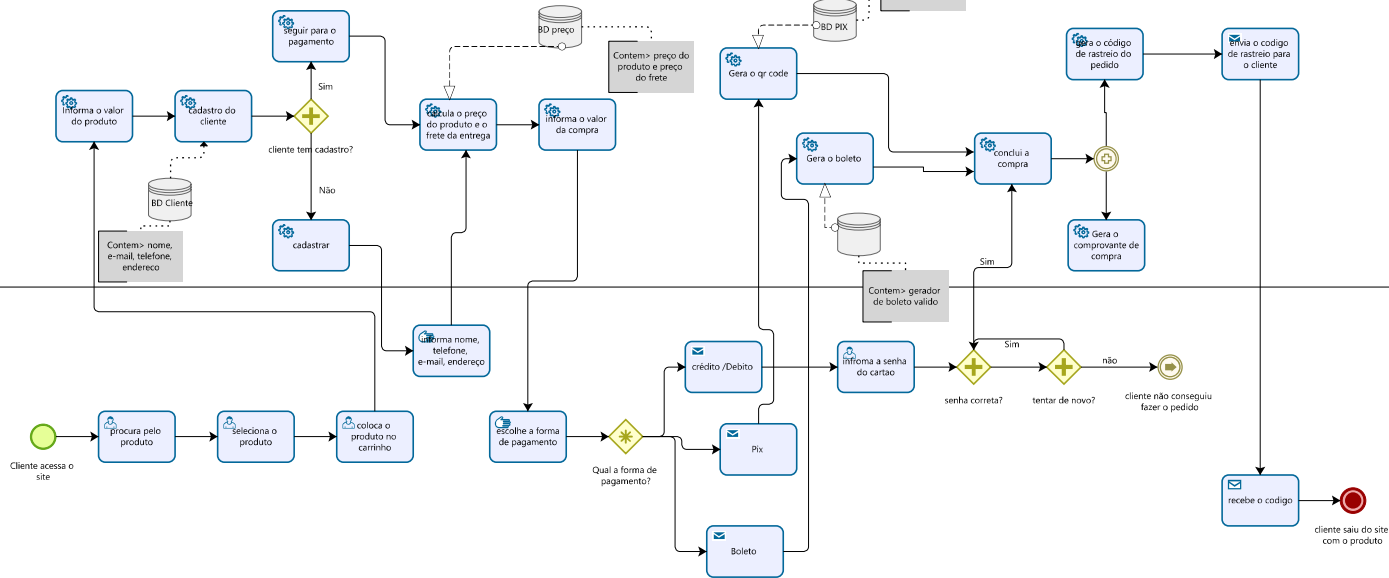 seguir para o
pagamento
Sim
Informa o valor
do produto
cadastro do
cliente
cliente tem cadastro?
Não
BD Cliente
Contem> nome,
e-mail, telefone,
endereco
cadastrar
BD preço
Contem> preço do
produto e preço
do frete
calcula o preço
do produto e o
frete da entrega
informa o valor
da compra
BD PIX
Gera o qr code
Gera o boleto
Contem> gerador
de boleto valido
conclui a
compra
gera o código
de rastreio do
pedido
envia o codigo
de rastreio para
o cliente
Gera o
comprovante de
compra
Sim
informa nome,
telefone,
e-mail, endereço
Cliente acessa o
site
procura pelo
produto
seleciona o
produto
coloca o
produto no
carrinho
escolhe a forma
de pagamento
Qual a forma de
pagamento?
crédito /Debito
Pix
Boleto
infroma a senha
do cartao
senha correta?
Sim
tentar de novo?
não
cliente não conseguiu
fazer o pedido
recebe o codigo
cliente saiu do site
com o produto